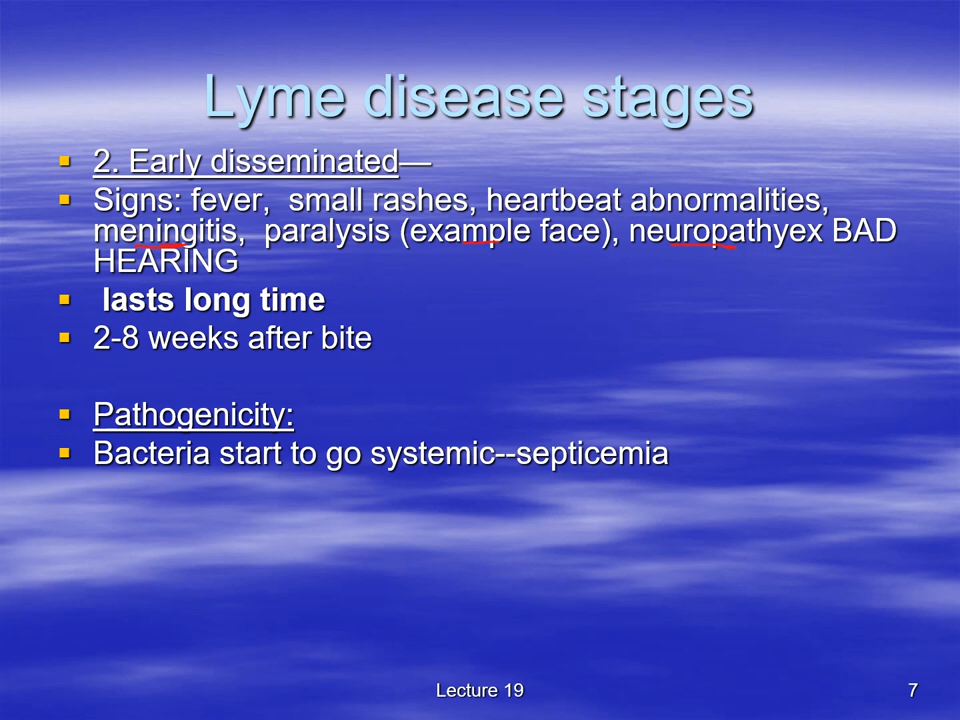 Lyme disease stages
2. Early disseminated—
Signs: fever,  small rashes, heartbeat abnormalities,
meningitis,  paralysis (example face), neuropathyex BAD
HEARING
lasts long time
2-8 weeks after bite
Pathogenicity:
Bacteria start to go systemic--septicemia
Lecture 19
7